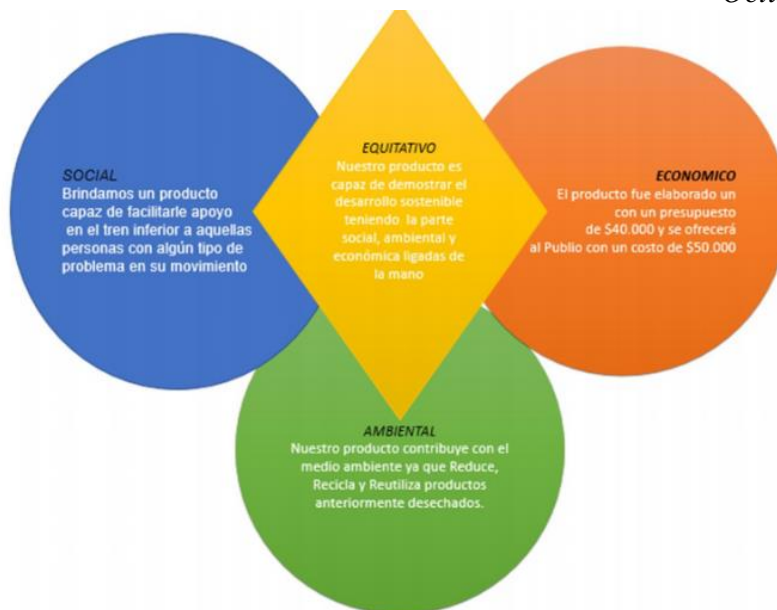 SOCIAL
Brindamos un producto
capaz de facilitarle apoyo
en el tren inferior a aquellas
personas con algún tipo de
problema en su movimiento
EQUITATIVO
Nuestro producto es
capaz de demostrar el
desarrollo sostenible
teniendo la parte
social, ambiental y
económica ligadas de
la mano
ECONOMICO
El producto fue elaborado un
con un presupuesto
de $40.000 y se ofrecerá
al Publio con un costo de $50.000
AMBIENTAL
Nuestro producto contribuye con el
medio ambiente ya que Reduce,
Recicla y Reutiliza productos
anteriormente desechados.